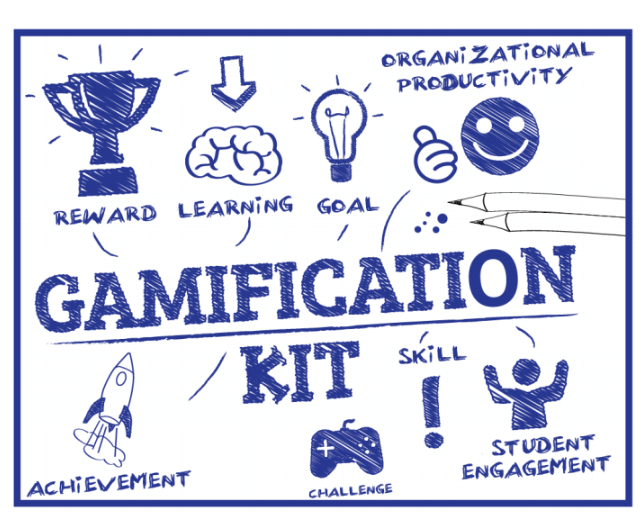 ORGANiZATiONAL
PRODUCTiViTY
REWARD
LEARNiNG
GOAL
GAMIFICATION
KIT
SKiLL
ACHiEVEMENT
CHALLENGE
STUDENT
ENGAGEMENT